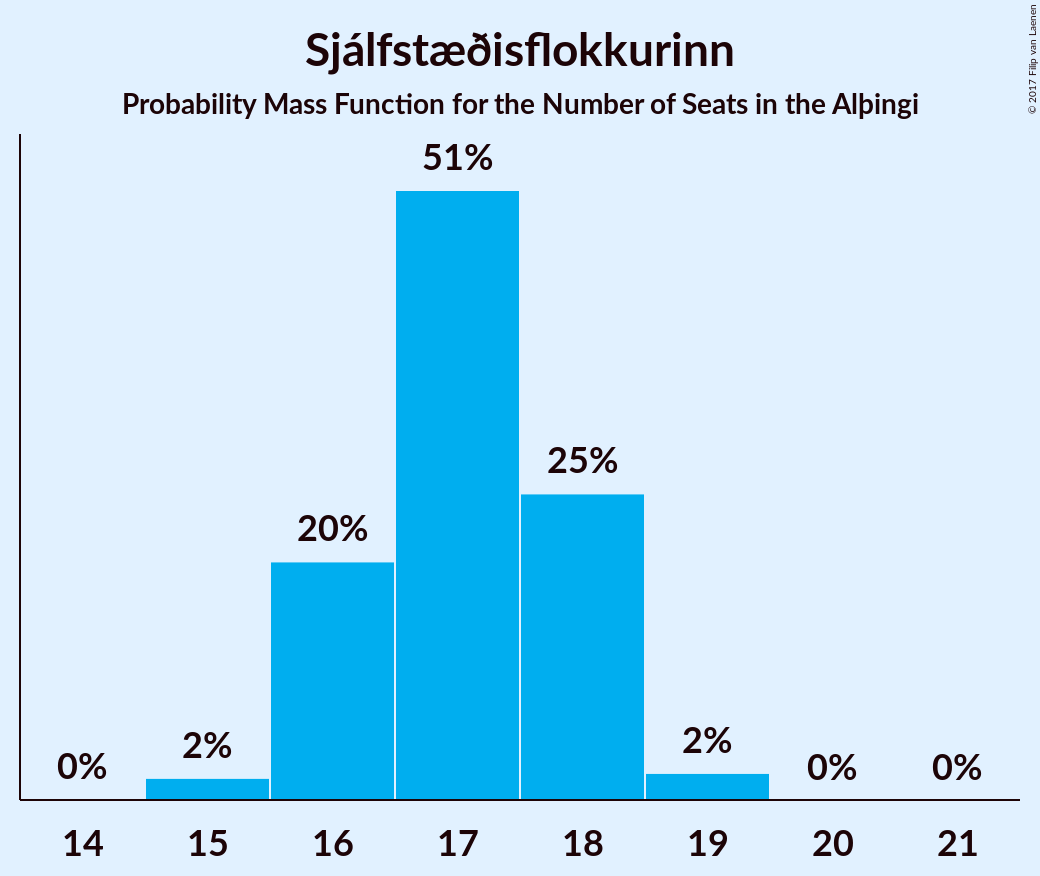 Sjálfstæðisflokkurinn
Probability Mass Function for the Number of Seats in the Alþingi
© 2017 Filip van Laenen
0% 2% 20% 51% 25% 2% 0% 0%
14 15 16 17 18 19 20 21